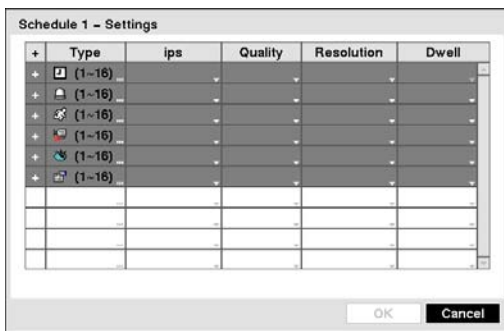 Schedule 1 – Settings
+ Type ips Quality Resolution Dwell
+ (1~16) ...
+ (1~16) ...
+ (1~16) ...
+ (1~16) ...
+ (1~16) ...
+ (1~16) ...
...
...
...
...
OK Cancel